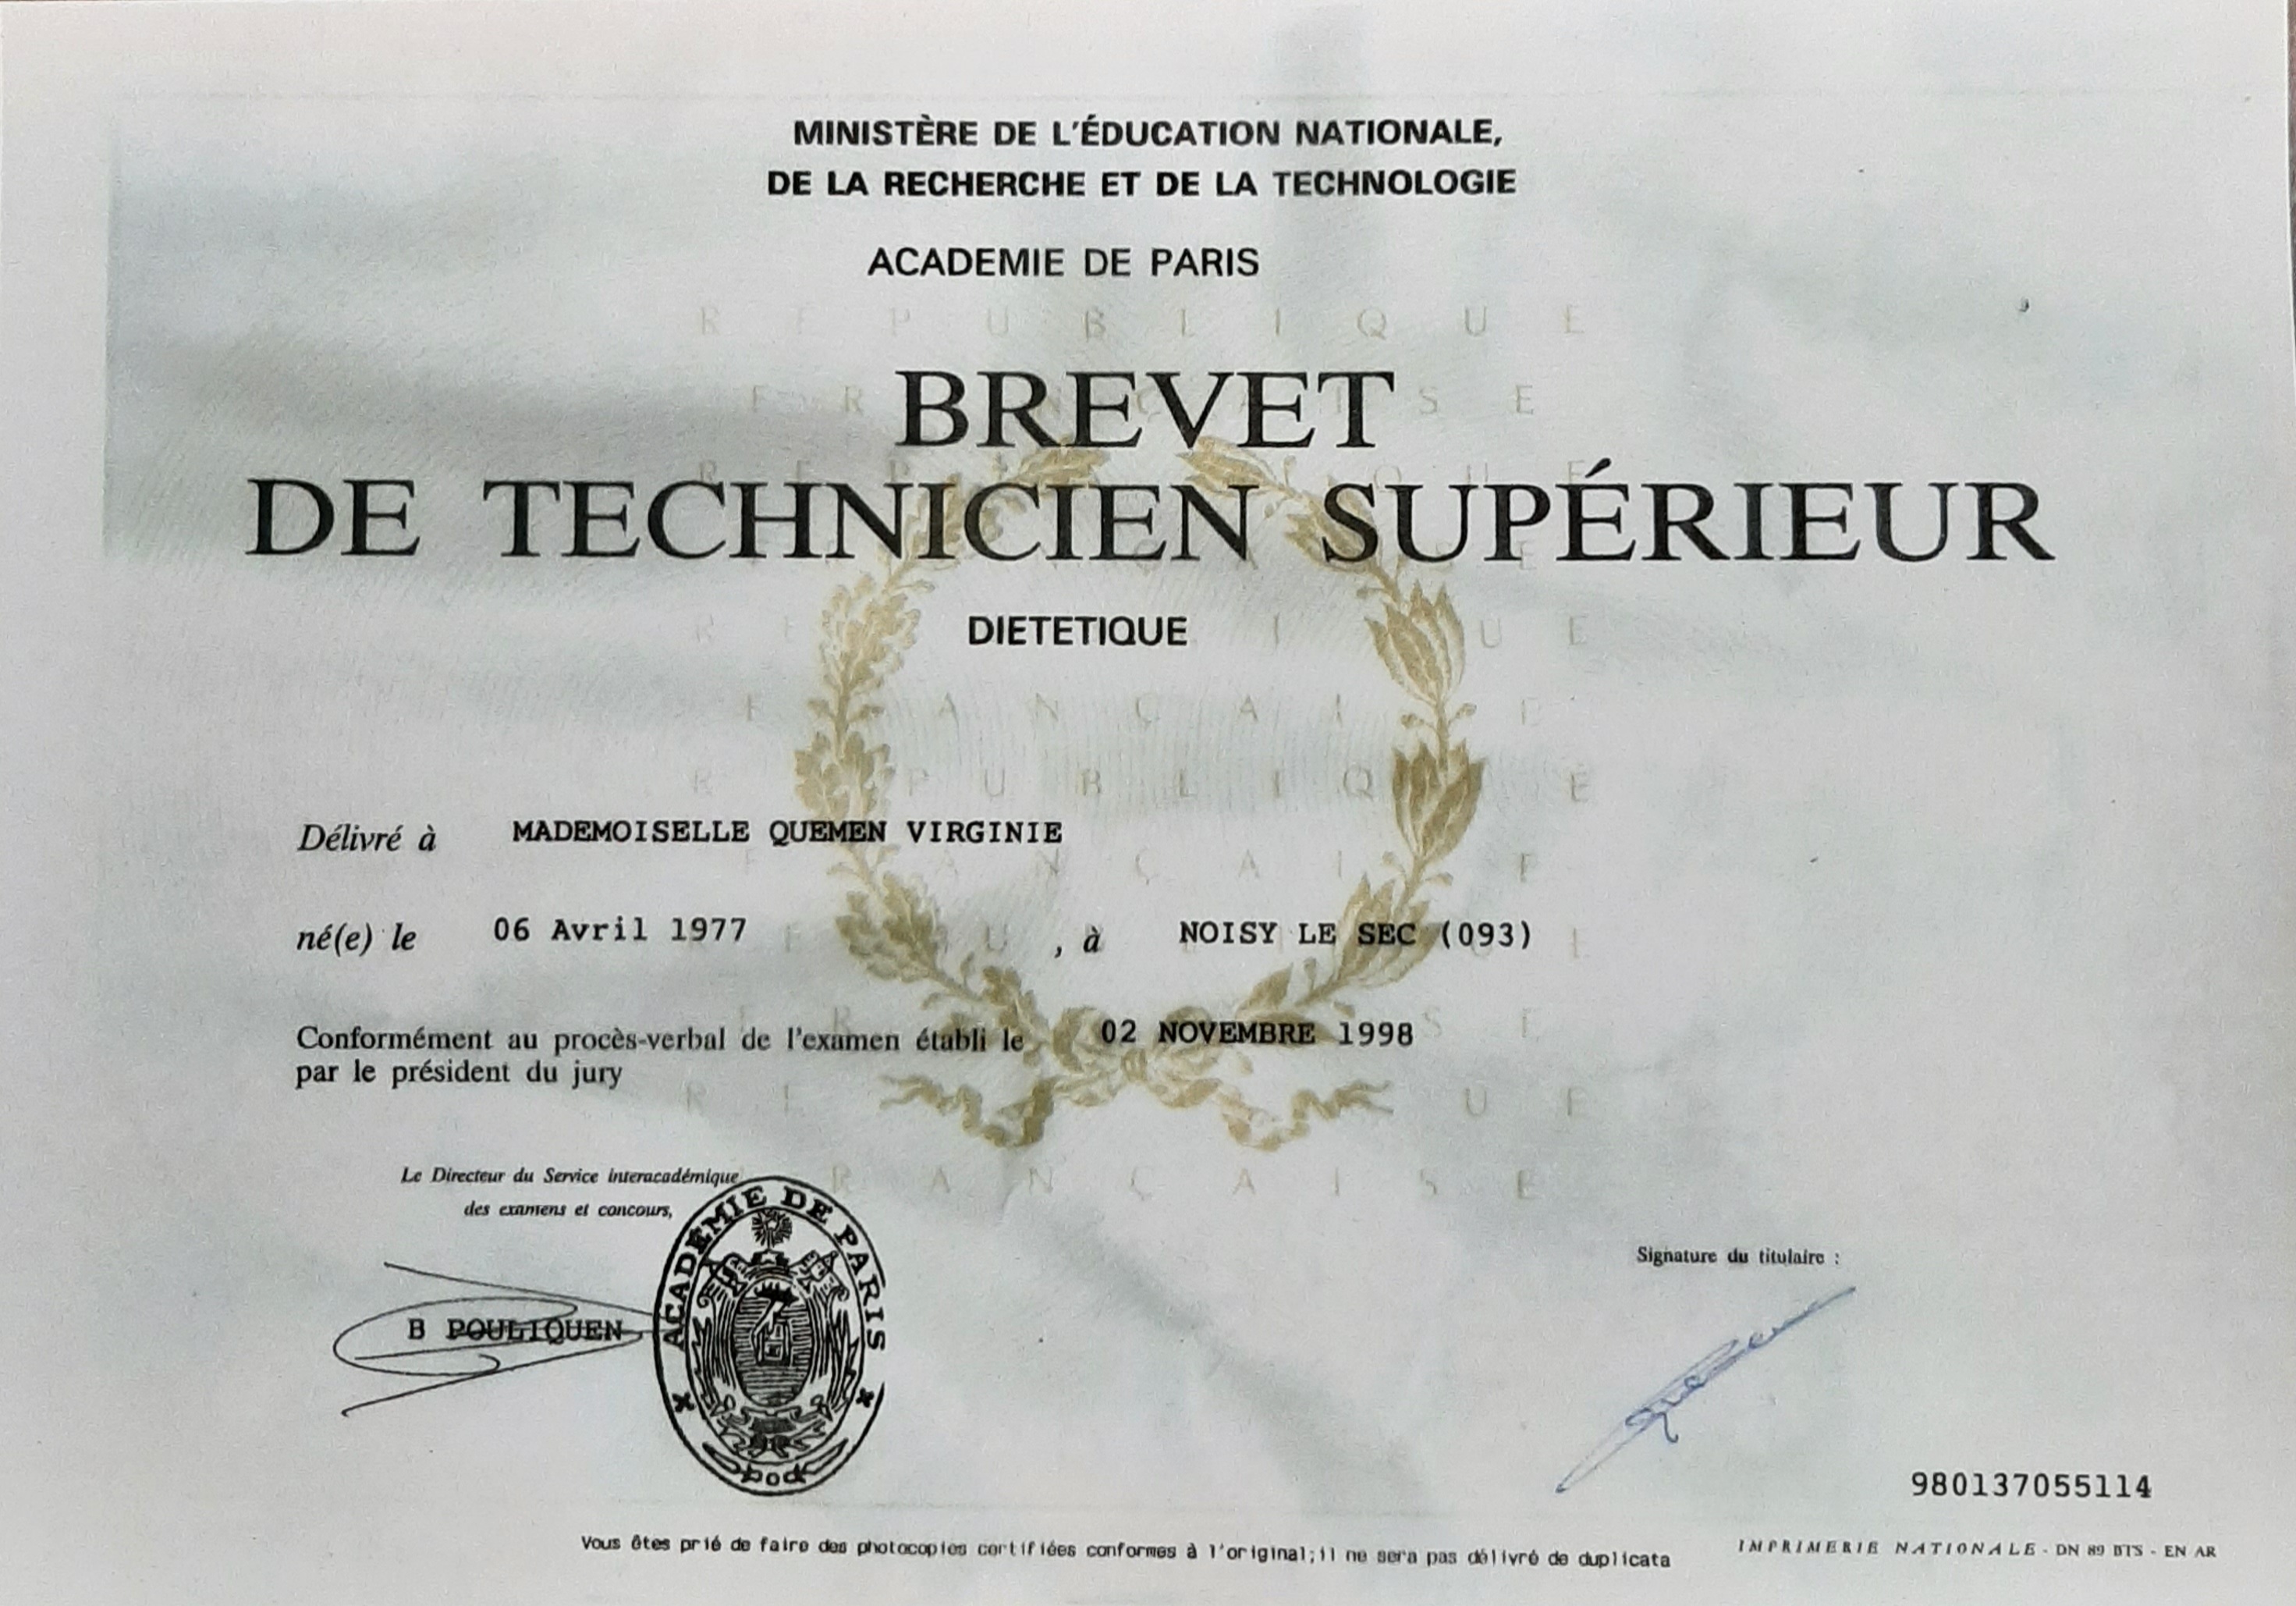 MINISTÈRE DE L'ÉDUCATION NATIONALE,
DE LA RECHERCHE ET DE LA TECHNOLOGIE
ACADEMIE DE PARIS
BREVET
DE TECHNICIEN SUPÉRIEUR
DIETETIQUE
Délivré à MADEMOISELLE QUEMEN VIRGINIE
né(e) le 06 Avril 1977 , à NOISY LE SEC (093)
Conformément au procès-verbal de l'examen établi le 02 NOVEMBRE 1998
par le président du jury
Le Directeur du Service interacadémique
des examens et concours,
ACADÉMIE DE PARIS
B POULIQUEN
Signature du titulaire :
980137055114
Vous êtes prié de faire des photocopies certifiées conformes à l'original;il ne sera pas délivré de duplicata
IMPRIMERIE NATIONALE - DN 89 BTS - EN AR